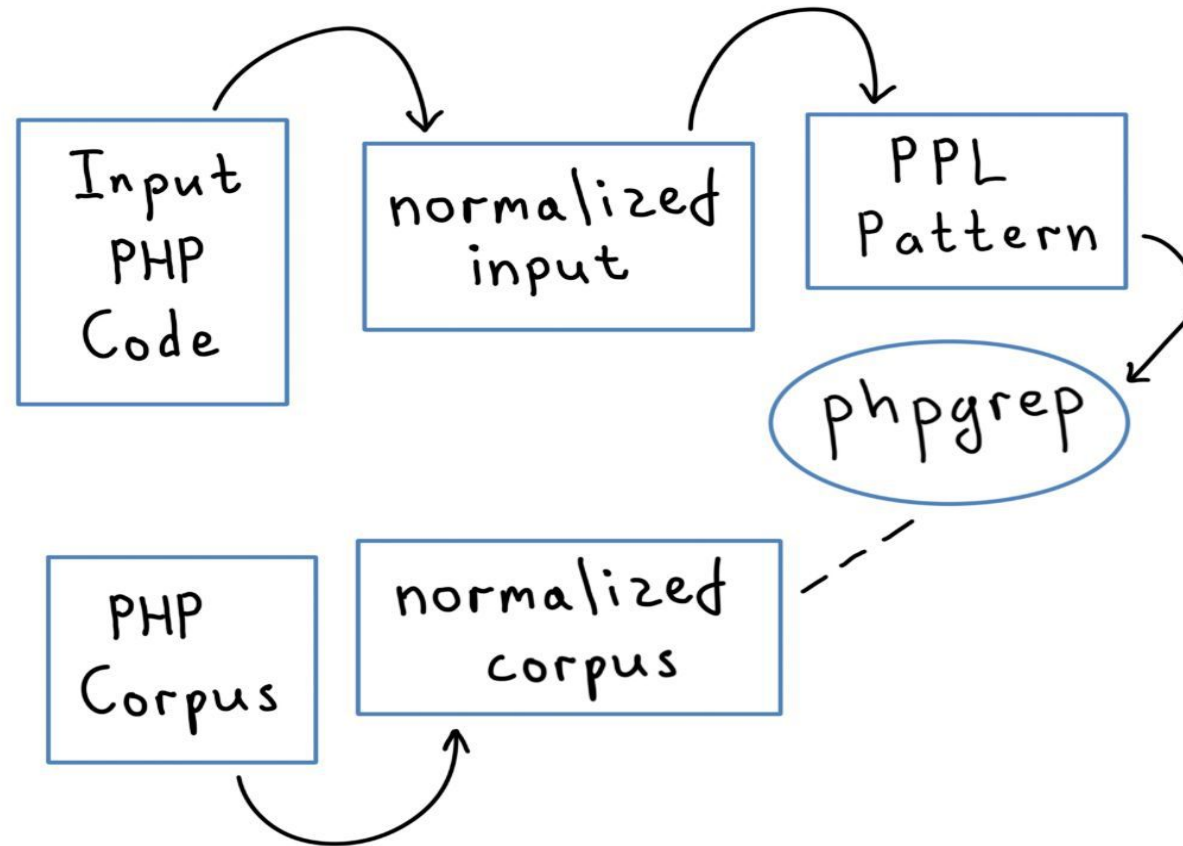 Input
PHP
Code
normalized
input
PPL
Pattern
phpgrep
PHP
Corpus
normalized
corpus